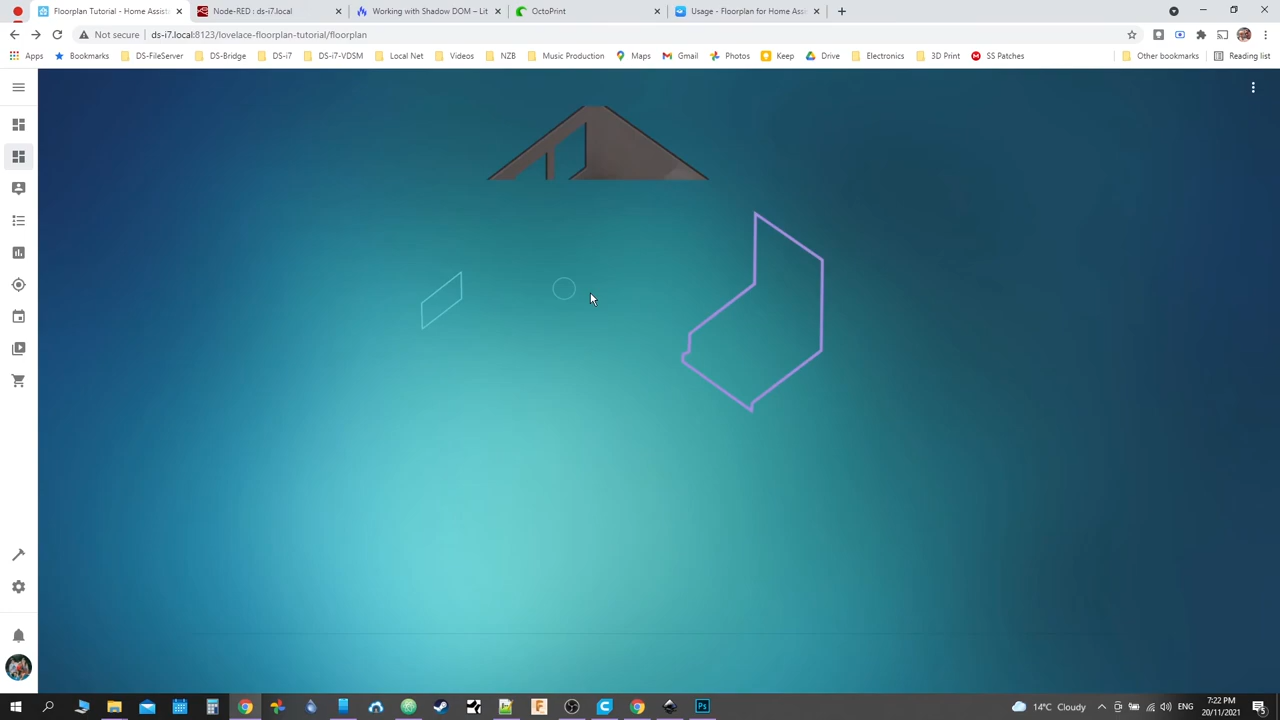 Floorplan Tutorial - Home Assist
Node-RED : ds-i7.local
Working with Shadow DOM – Lit
OctoPrint
Usage - Floorplan for Home Assi
Not secure
ds-i7.local:8123/lovelace-floorplan-tutorial/floorplan
Apps
Bookmarks
DS-FileServer
DS-Bridge
DS-i7
DS-i7-VDSM
Local Net
Videos
NZB
Music Production
Maps
Gmail
Photos
Keep
Drive
Electronics
3D Print
SS Patches
Other bookmarks
Reading list
14°C Cloudy
ENG
7:22 PM
20/11/2021